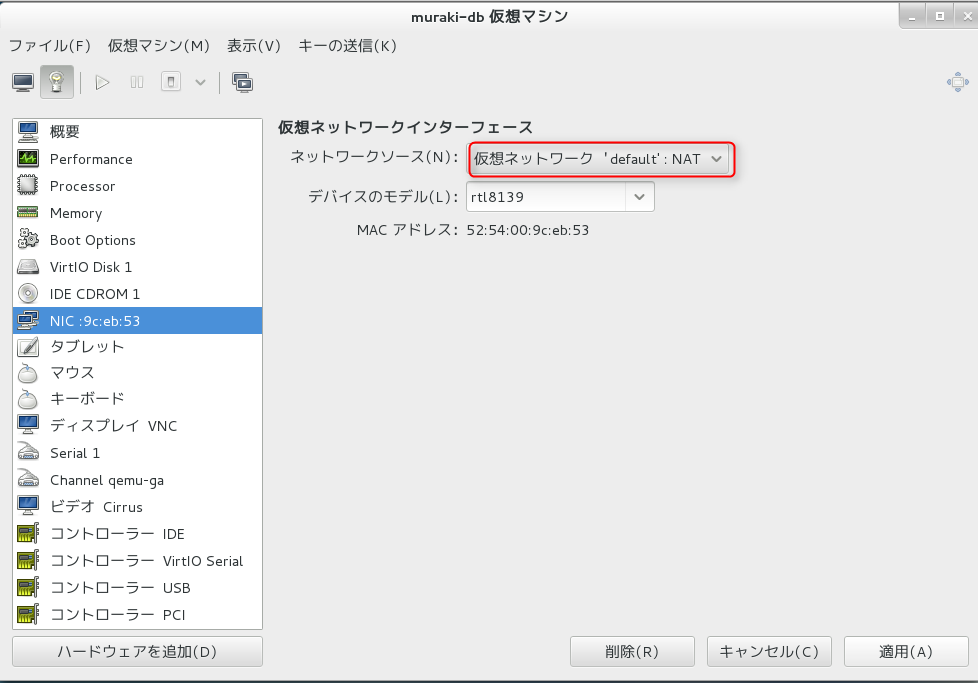 muraki-db 仮想マシン
ファイル(F) 仮想マシン(M) 表示(V) キーの送信(K)
概要
Performance
Processor
Memory
Boot Options
VirtIO Disk 1
IDE CDROM 1
NIC :9c:eb:53
タブレット
マウス
キーボード
ディスプレイ VNC
Serial 1
Channel qemu-ga
ビデオ Cirrus
コントローラー IDE
コントローラー VirtIO Serial
コントローラー USB
コントローラー PCI
ハードウェアを追加(D)
仮想ネットワークインターフェース
ネットワークソース(N): 仮想ネットワーク 'default' : NAT
デバイスのモデル(L): rtl8139
MAC アドレス: 52:54:00:9c:eb:53
削除(R) キャンセル(C) 適用(A)